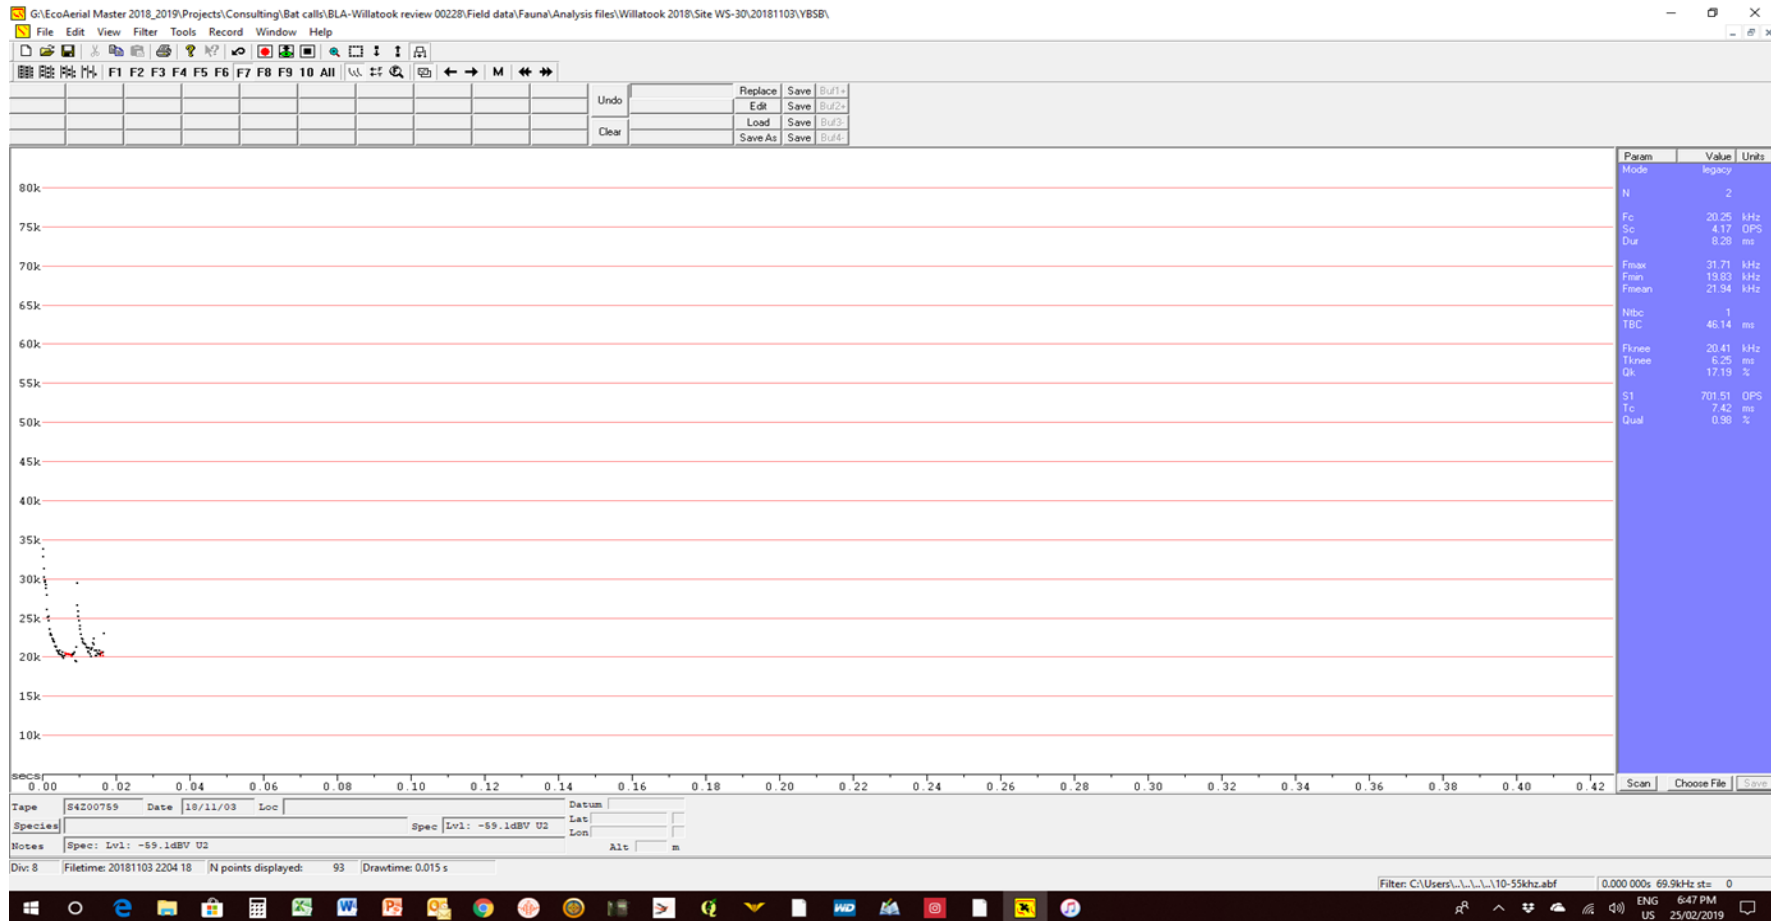 G:\EcoAerial Master 2018_2019\Projects\Consulting\Bat calls\BLA-Willatook review 00228\Field data\Fauna\Analysis files\Willatook 2018\Site WS-30\20181103\YBSB\
File Edit View Filter Tools Record Window Help
F1 F2 F3 F4 F5 F6 F7 F8 F9 10 All M
Undo Replace Save Buf1+
Edit Save Buf2+
Clear Load Save Buf3-
Save As Save Buf4-
Param Value Units
Mode legacy
N 2
Fc 20.25 kHz
Sc 4.17 OPS
Dur 8.28 ms
Fmax 31.71 kHz
Fmin 19.83 kHz
Fmean 21.94 kHz
Ntbc 1
TBC 46.14 ms
Fknee 20.41 kHz
Tknee 6.25 ms
Qk 17.19 %
S1 701.51 OPS
Tc 7.42 ms
Qual 0.98 %
80k
75k
70k
65k
60k
55k
50k
45k
40k
35k
30k
25k
20k
15k
10k
secs
0.00 0.02 0.04 0.06 0.08 0.10 0.12 0.14 0.16 0.18 0.20 0.22 0.24 0.26 0.28 0.30 0.32 0.34 0.36 0.38 0.40 0.42
Scan Choose File Save
Tape S4Z00759 Date 18/11/03 Loc Datum
Species Spec Lvl: -59.1dBV U2 Lat
Lon
Notes Spec: Lvl: -59.1dBV U2 Alt m
Div: 8 Filetime: 20181103 2204 18 N points displayed: 93 Drawtime: 0.015 s
Filter: C:\Users\..\..\..\..\10-55khz.abf 0.000 000s 69.9kHz st= 0
ENG 6:47 PM
US 25/02/2019